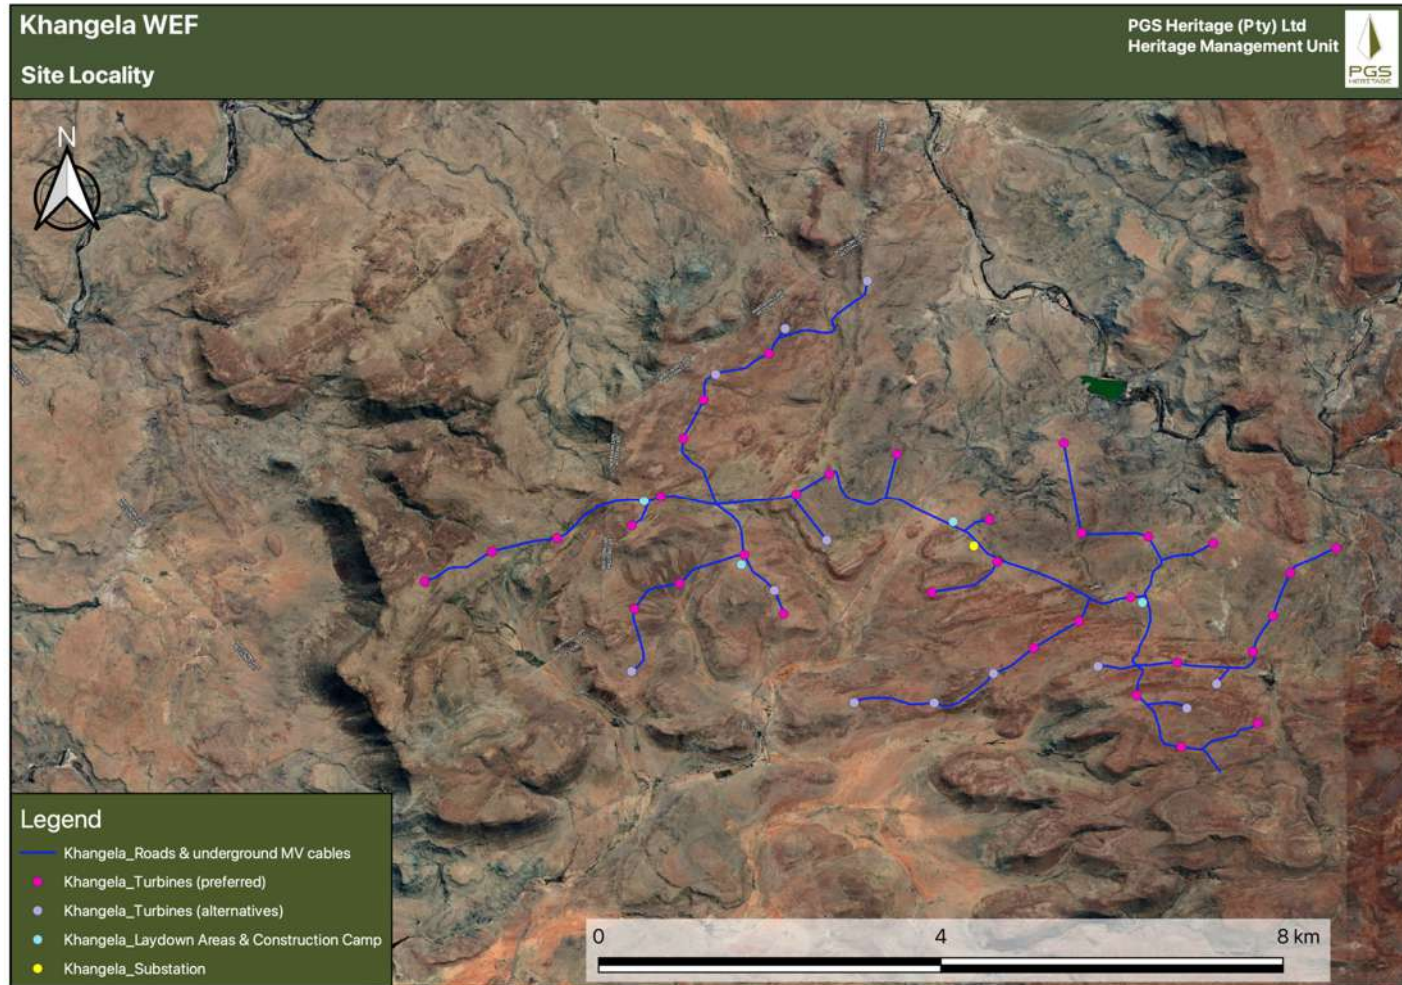 Khangela WEF
Site Locality
PGS Heritage (Pty) Ltd
Heritage Management Unit
PGS
HERITAGE
N
Legend
Khangela_Roads & underground MV cables
Khangela_Turbines (preferred)
Khangela_Turbines (alternatives)
Khangela_Laydown Areas & Construction Camp
Khangela_Substation
0 4 8 km